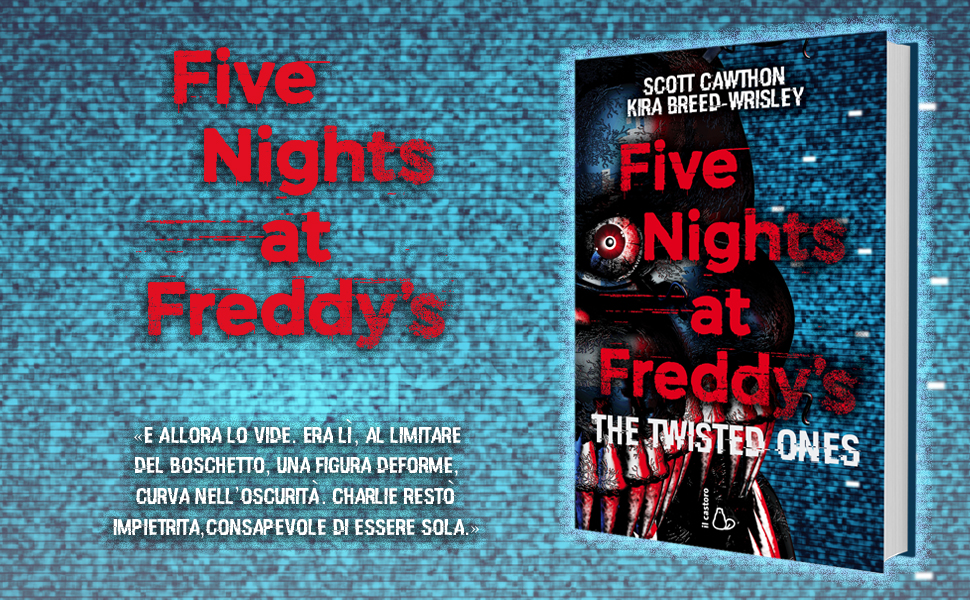 Five
Nights
at
Freddy's
«E ALLORA LO VIDE. ERA LÌ, AL LIMITARE
DEL BOSCHETTO, UNA FIGURA DEFORME,
CURVA NELL'OSCURITÀ. CHARLIE RESTÒ
IMPIETRITA,CONSAPEVOLE DI ESSERE SOLA.»
SCOTT CAWTHON
KIRA BREED-WRISLEY
Five
Nights
at
Freddy's
THE TWISTED ONES
il castoro